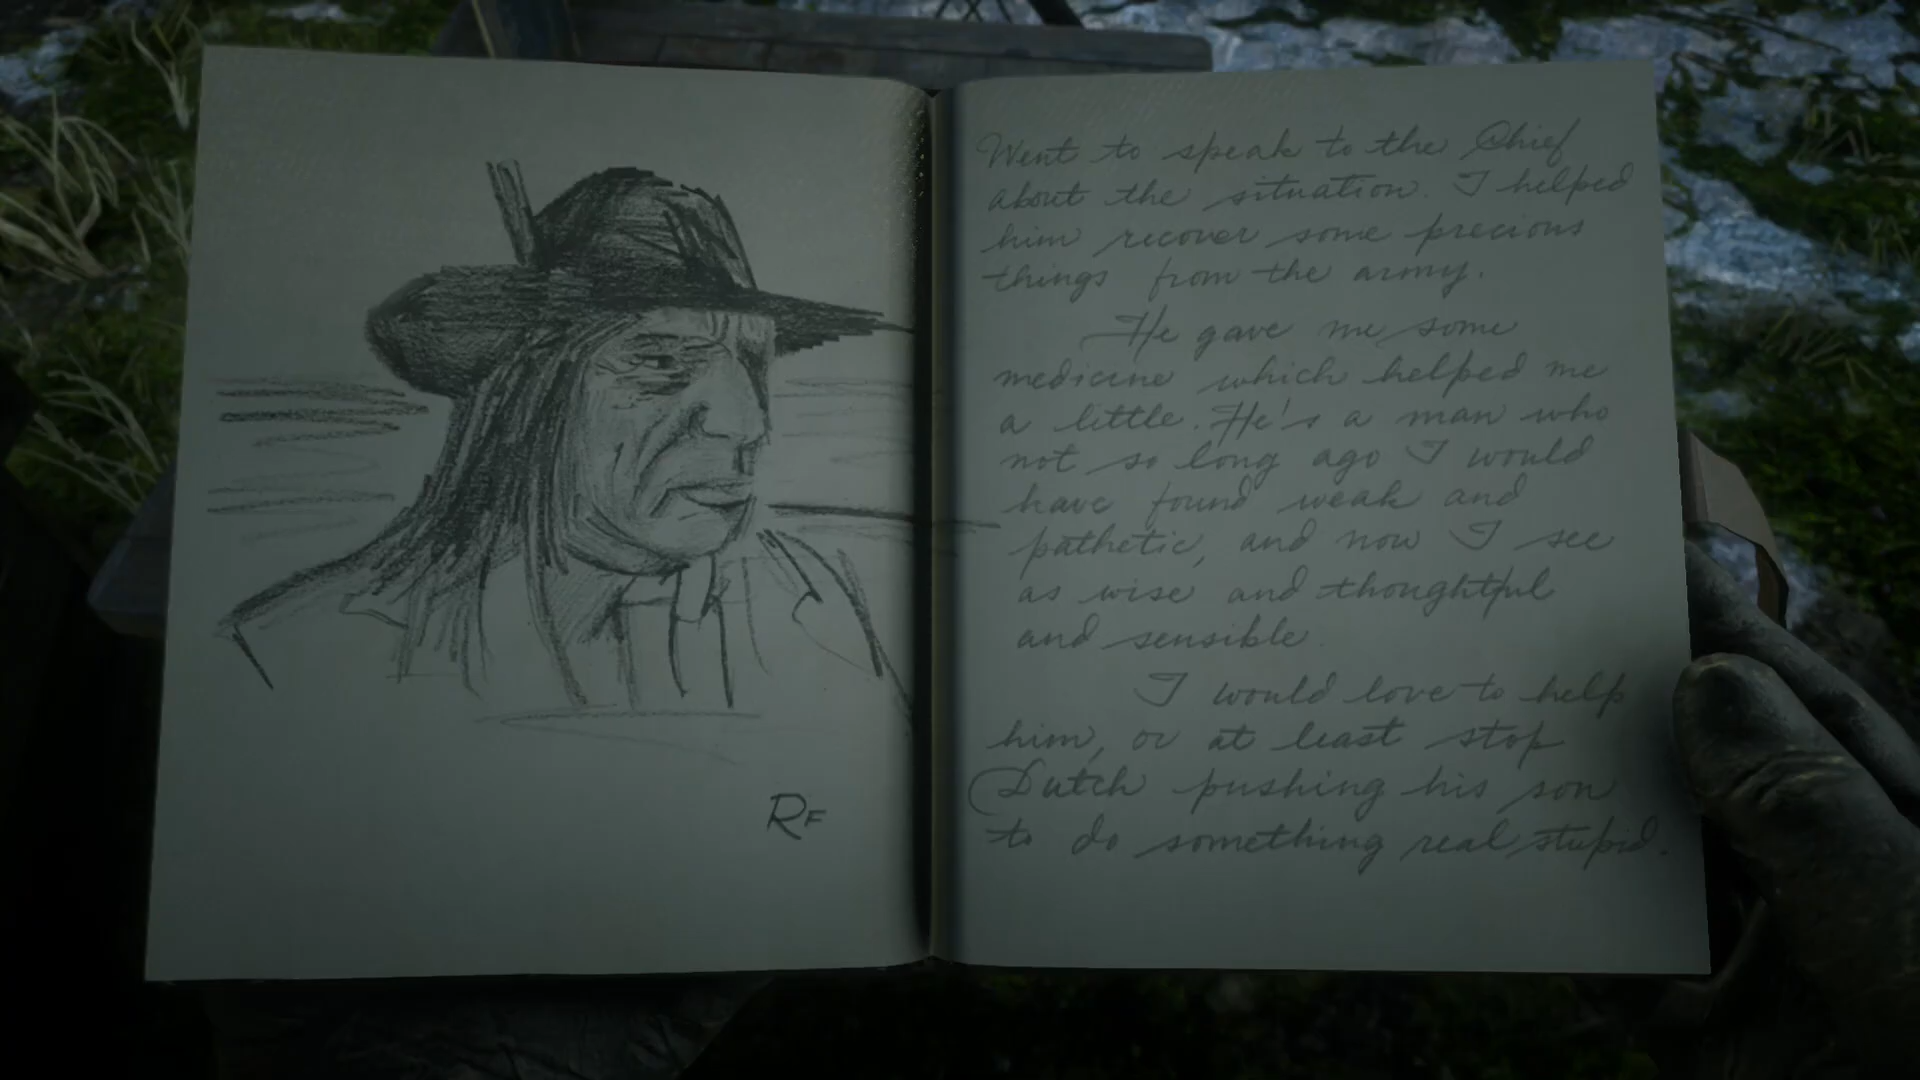 RF
Went to speak to the Chief
about the situation. I helped
him recover some precious
things from the army.
He gave me some
medicine which helped me
a little. He's a man who
not so long ago I would
have found weak and
pathetic, and now I see
as wise and thoughtful
and sensible.
I would love to help
him, or at least stop
Dutch pushing his son
to do something real stupid.